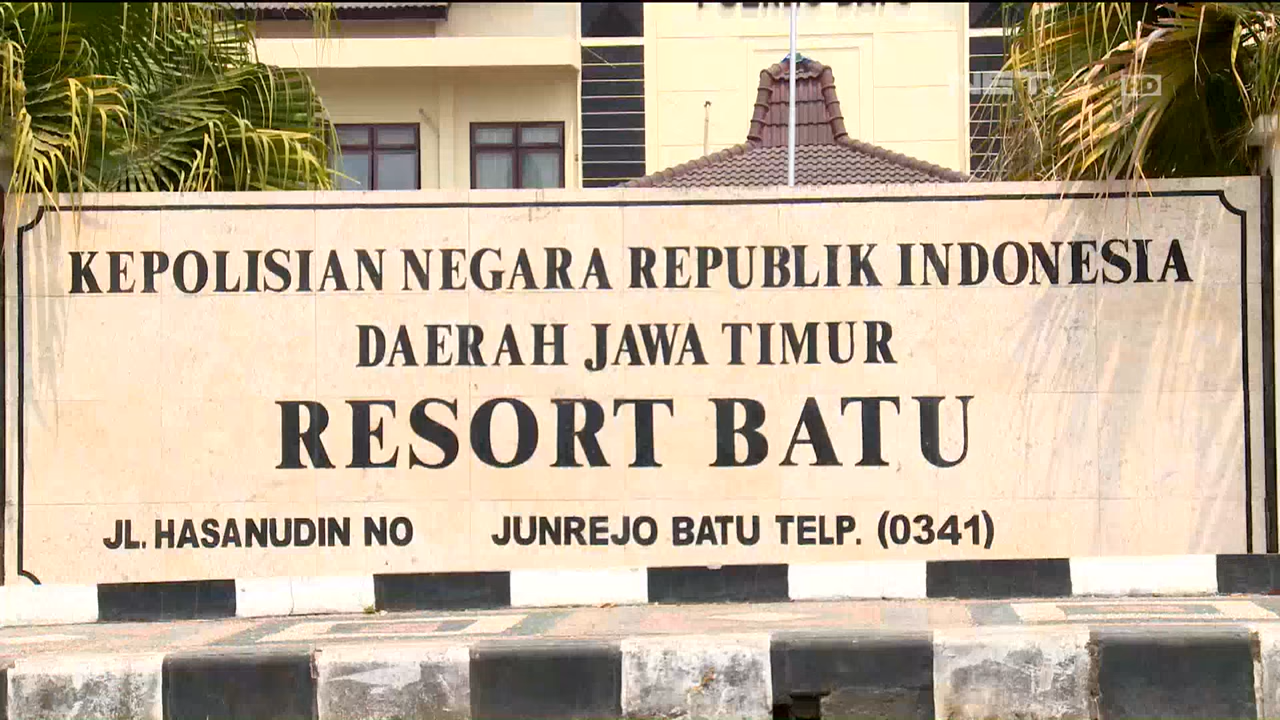 KEPOLISIAN NEGARA REPUBLIK INDONESIA
DAERAH JAWA TIMUR
RESORT BATU
JL. HASANUDIN NO JUNREJO BATU TELP. (0341)